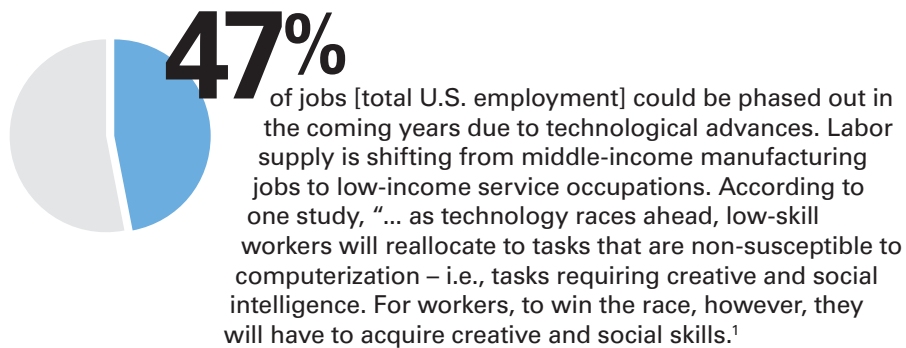 47%
of jobs [total U.S. employment] could be phased out in
the coming years due to technological advances. Labor
supply is shifting from middle-income manufacturing
jobs to low-income service occupations. According to
one study, “... as technology races ahead, low-skill
workers will reallocate to tasks that are non-susceptible to
computerization – i.e., tasks requiring creative and social
intelligence. For workers, to win the race, however, they
will have to acquire creative and social skills.¹